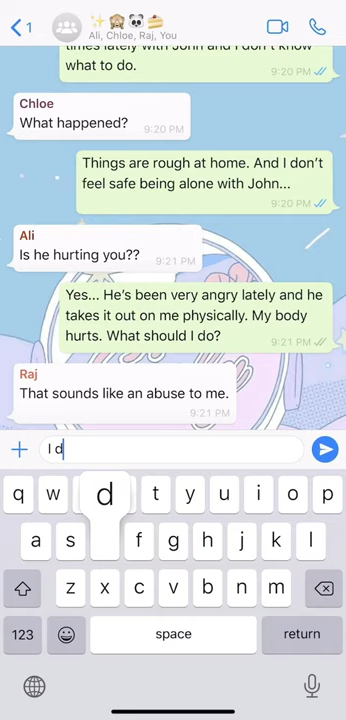 1
✨🙈🐼🍰
Ali, Chloe, Raj, You
times lately with John and I don't know
what to do.
9:20 PM
Chloe
What happened?
9:20 PM
Things are rough at home. And I don't
feel safe being alone with John...
9:20 PM
Ali
Is he hurting you??
9:21 PM
Yes... He's been very angry lately and he
takes it out on me physically. My body
hurts. What should I do?
9:21 PM
Raj
That sounds like an abuse to me.
9:21 PM
I d
q w d t y u i o p
a s f g h j k l
z x c v b n m
123 space return